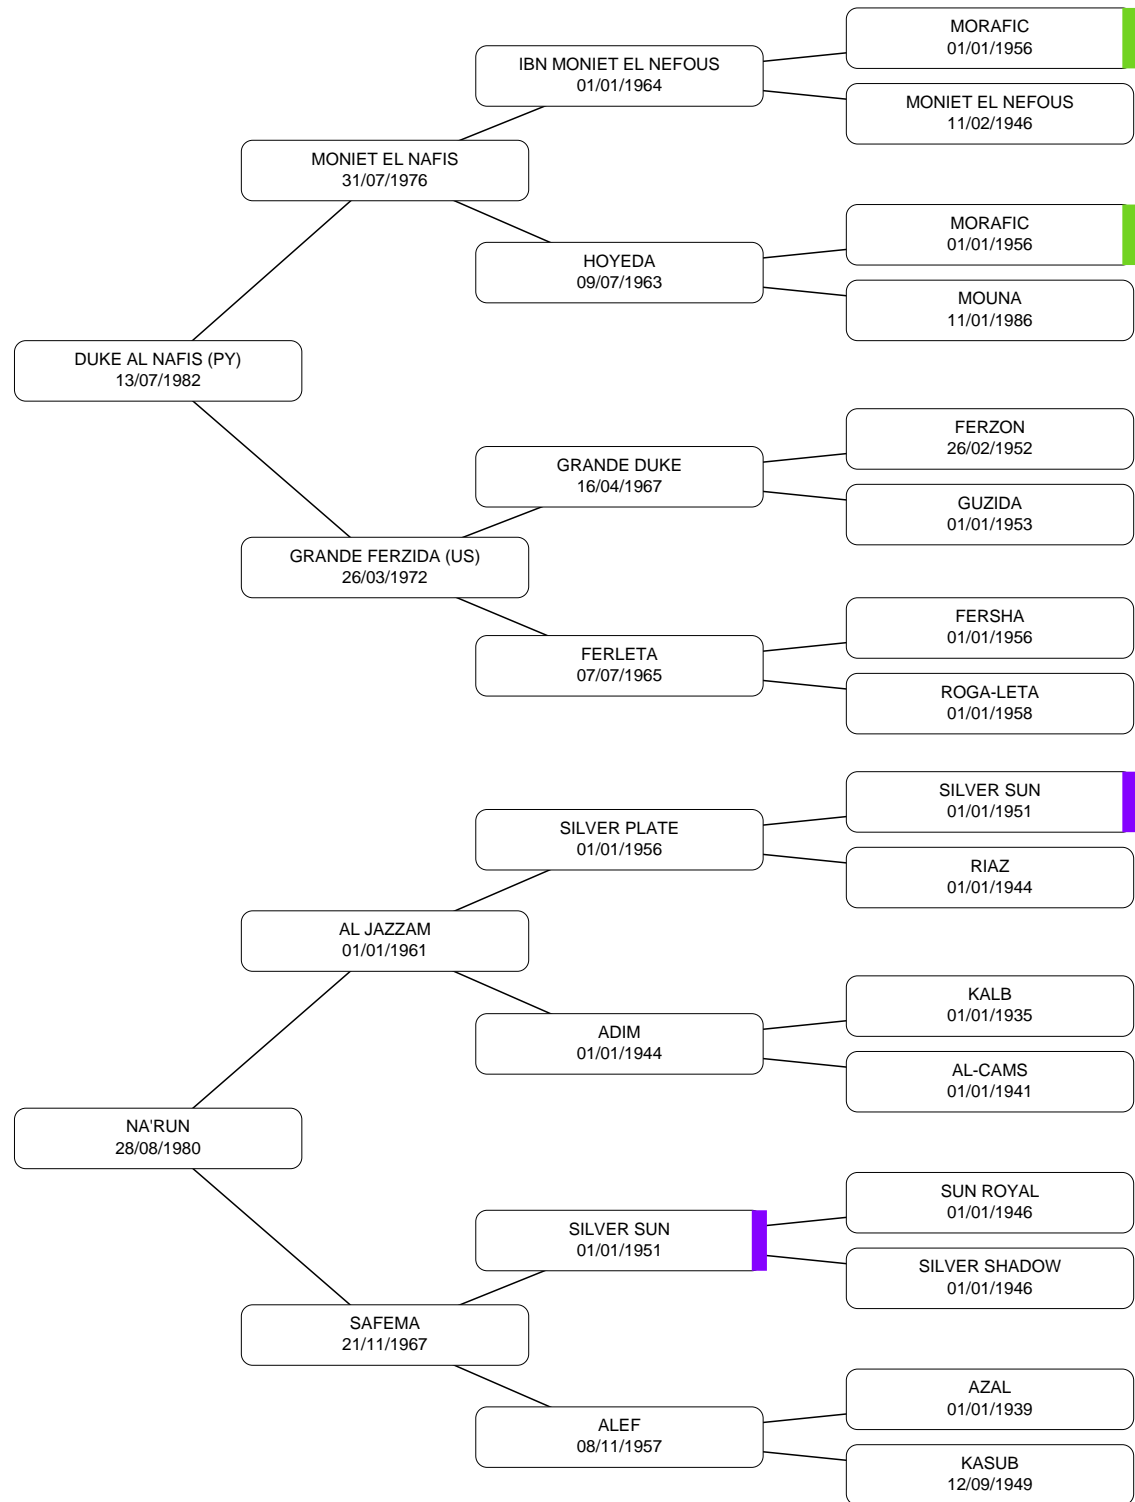 MORAFIC
01/01/1956
IBN MONIET EL NEFOUS
01/01/1964
MONIET EL NEFOUS
11/02/1946
MONIET EL NAFIS
31/07/1976
MORAFIC
01/01/1956
HOYEDA
09/07/1963
MOUNA
11/01/1986
DUKE AL NAFIS (PY)
13/07/1982
FERZON
26/02/1952
GRANDE DUKE
16/04/1967
GUZIDA
01/01/1953
GRANDE FERZIDA (US)
26/03/1972
FERSHA
01/01/1956
FERLETA
07/07/1965
ROGA-LETA
01/01/1958
SILVER SUN
01/01/1951
SILVER PLATE
01/01/1956
RIAZ
01/01/1944
AL JAZZAM
01/01/1961
KALB
01/01/1935
ADIM
01/01/1944
AL-CAMS
01/01/1941
NA'RUN
28/08/1980
SUN ROYAL
01/01/1946
SILVER SUN
01/01/1951
SILVER SHADOW
01/01/1946
SAFEMA
21/11/1967
AZAL
01/01/1939
ALEF
08/11/1957
KASUB
12/09/1949